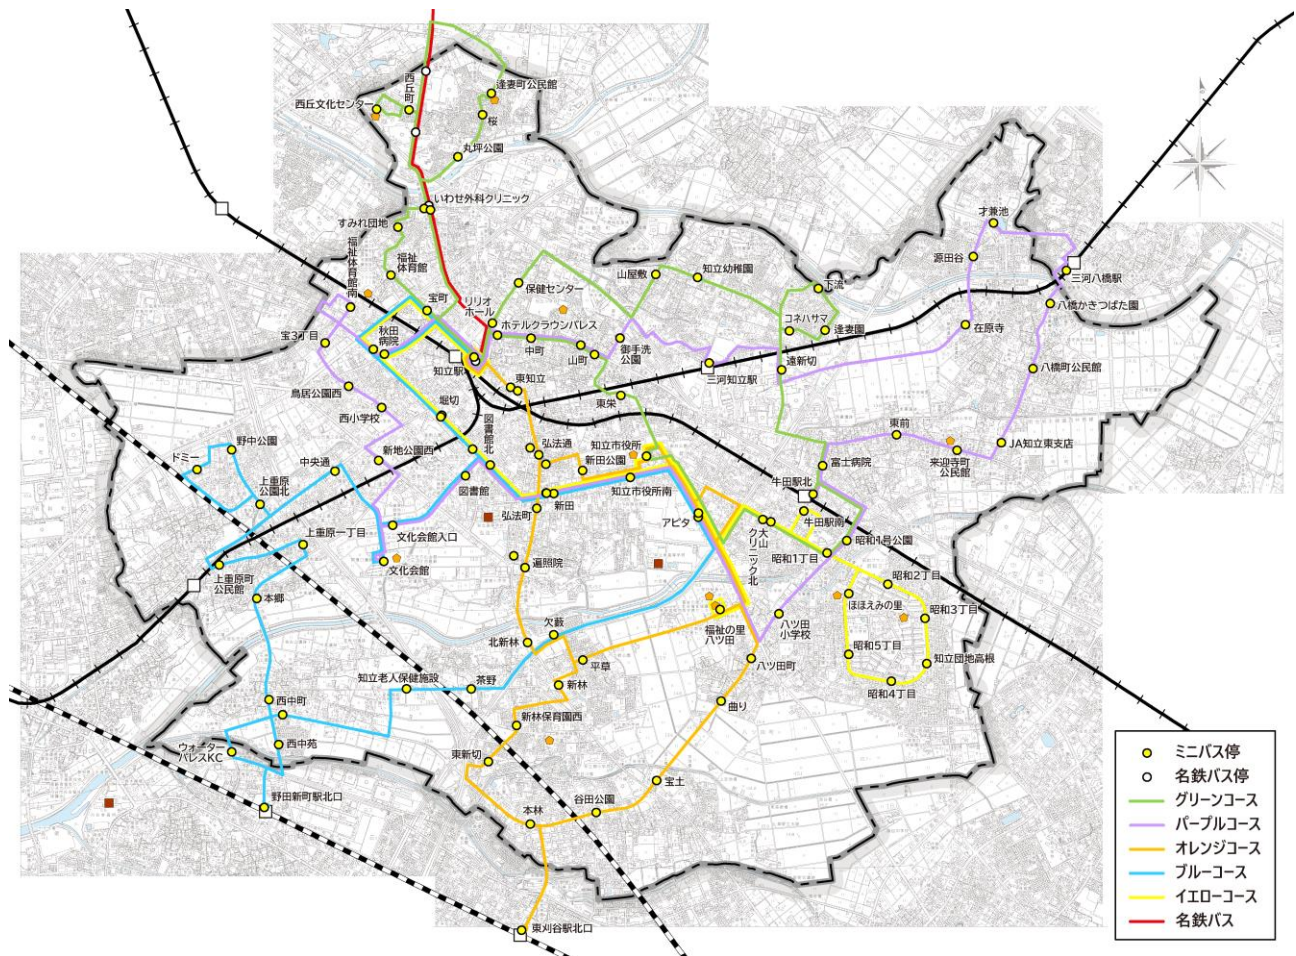 西丘町
西丘文化センター
逢妻町公民館
桜
丸坪公園
いわせ外科クリニック
すみれ団地
福祉
体育館
福祉体育館南
宝町
リリオ
ホール
保健センター
山屋敷
知立幼稚園
下流
源田谷
才兼池
三河八橋駅
八橋かきつばた園
ホテルクラウンパレス
コネハサマ
逢妻園
在原寺
宝3丁目
秋田
病院
中町
山町
御手洗
公園
知立駅
三河知立駅
遠新切
八橋町公民館
鳥居公園西
東知立
東栄
西小学校
堀切
図書館北
弘法通
知立市役所
東前
野中公園
JA知立東支店
来迎寺町
公民館
ドミー
中央通
新地公園西
新田公園
富士病院
上重原
公園北
図書館
知立市役所南
牛田駅北
新田
弘法町
アピタ
牛田駅南
大山
クリニック北
上重原一丁目
文化会館入口
昭和1号公園
昭和1丁目
遍照院
文化会館
上重原町
公民館
昭和2丁目
ほほえみの里
本郷
昭和3丁目
福祉の里
八ツ田
八ツ田
小学校
北新林
欠藪
昭和5丁目
平草
八ツ田町
知立団地高根
知立老人保健施設
茶野
新林
昭和4丁目
西中町
曲り
新林保育園西
西中苑
ウォーター
パレスKC
東新切
宝土
野田新町駅北口
本林
谷田公園
東刈谷駅北口
ミニバス停
名鉄バス停
グリーンコース
パープルコース
オレンジコース
ブルーコース
イエローコース
名鉄バス